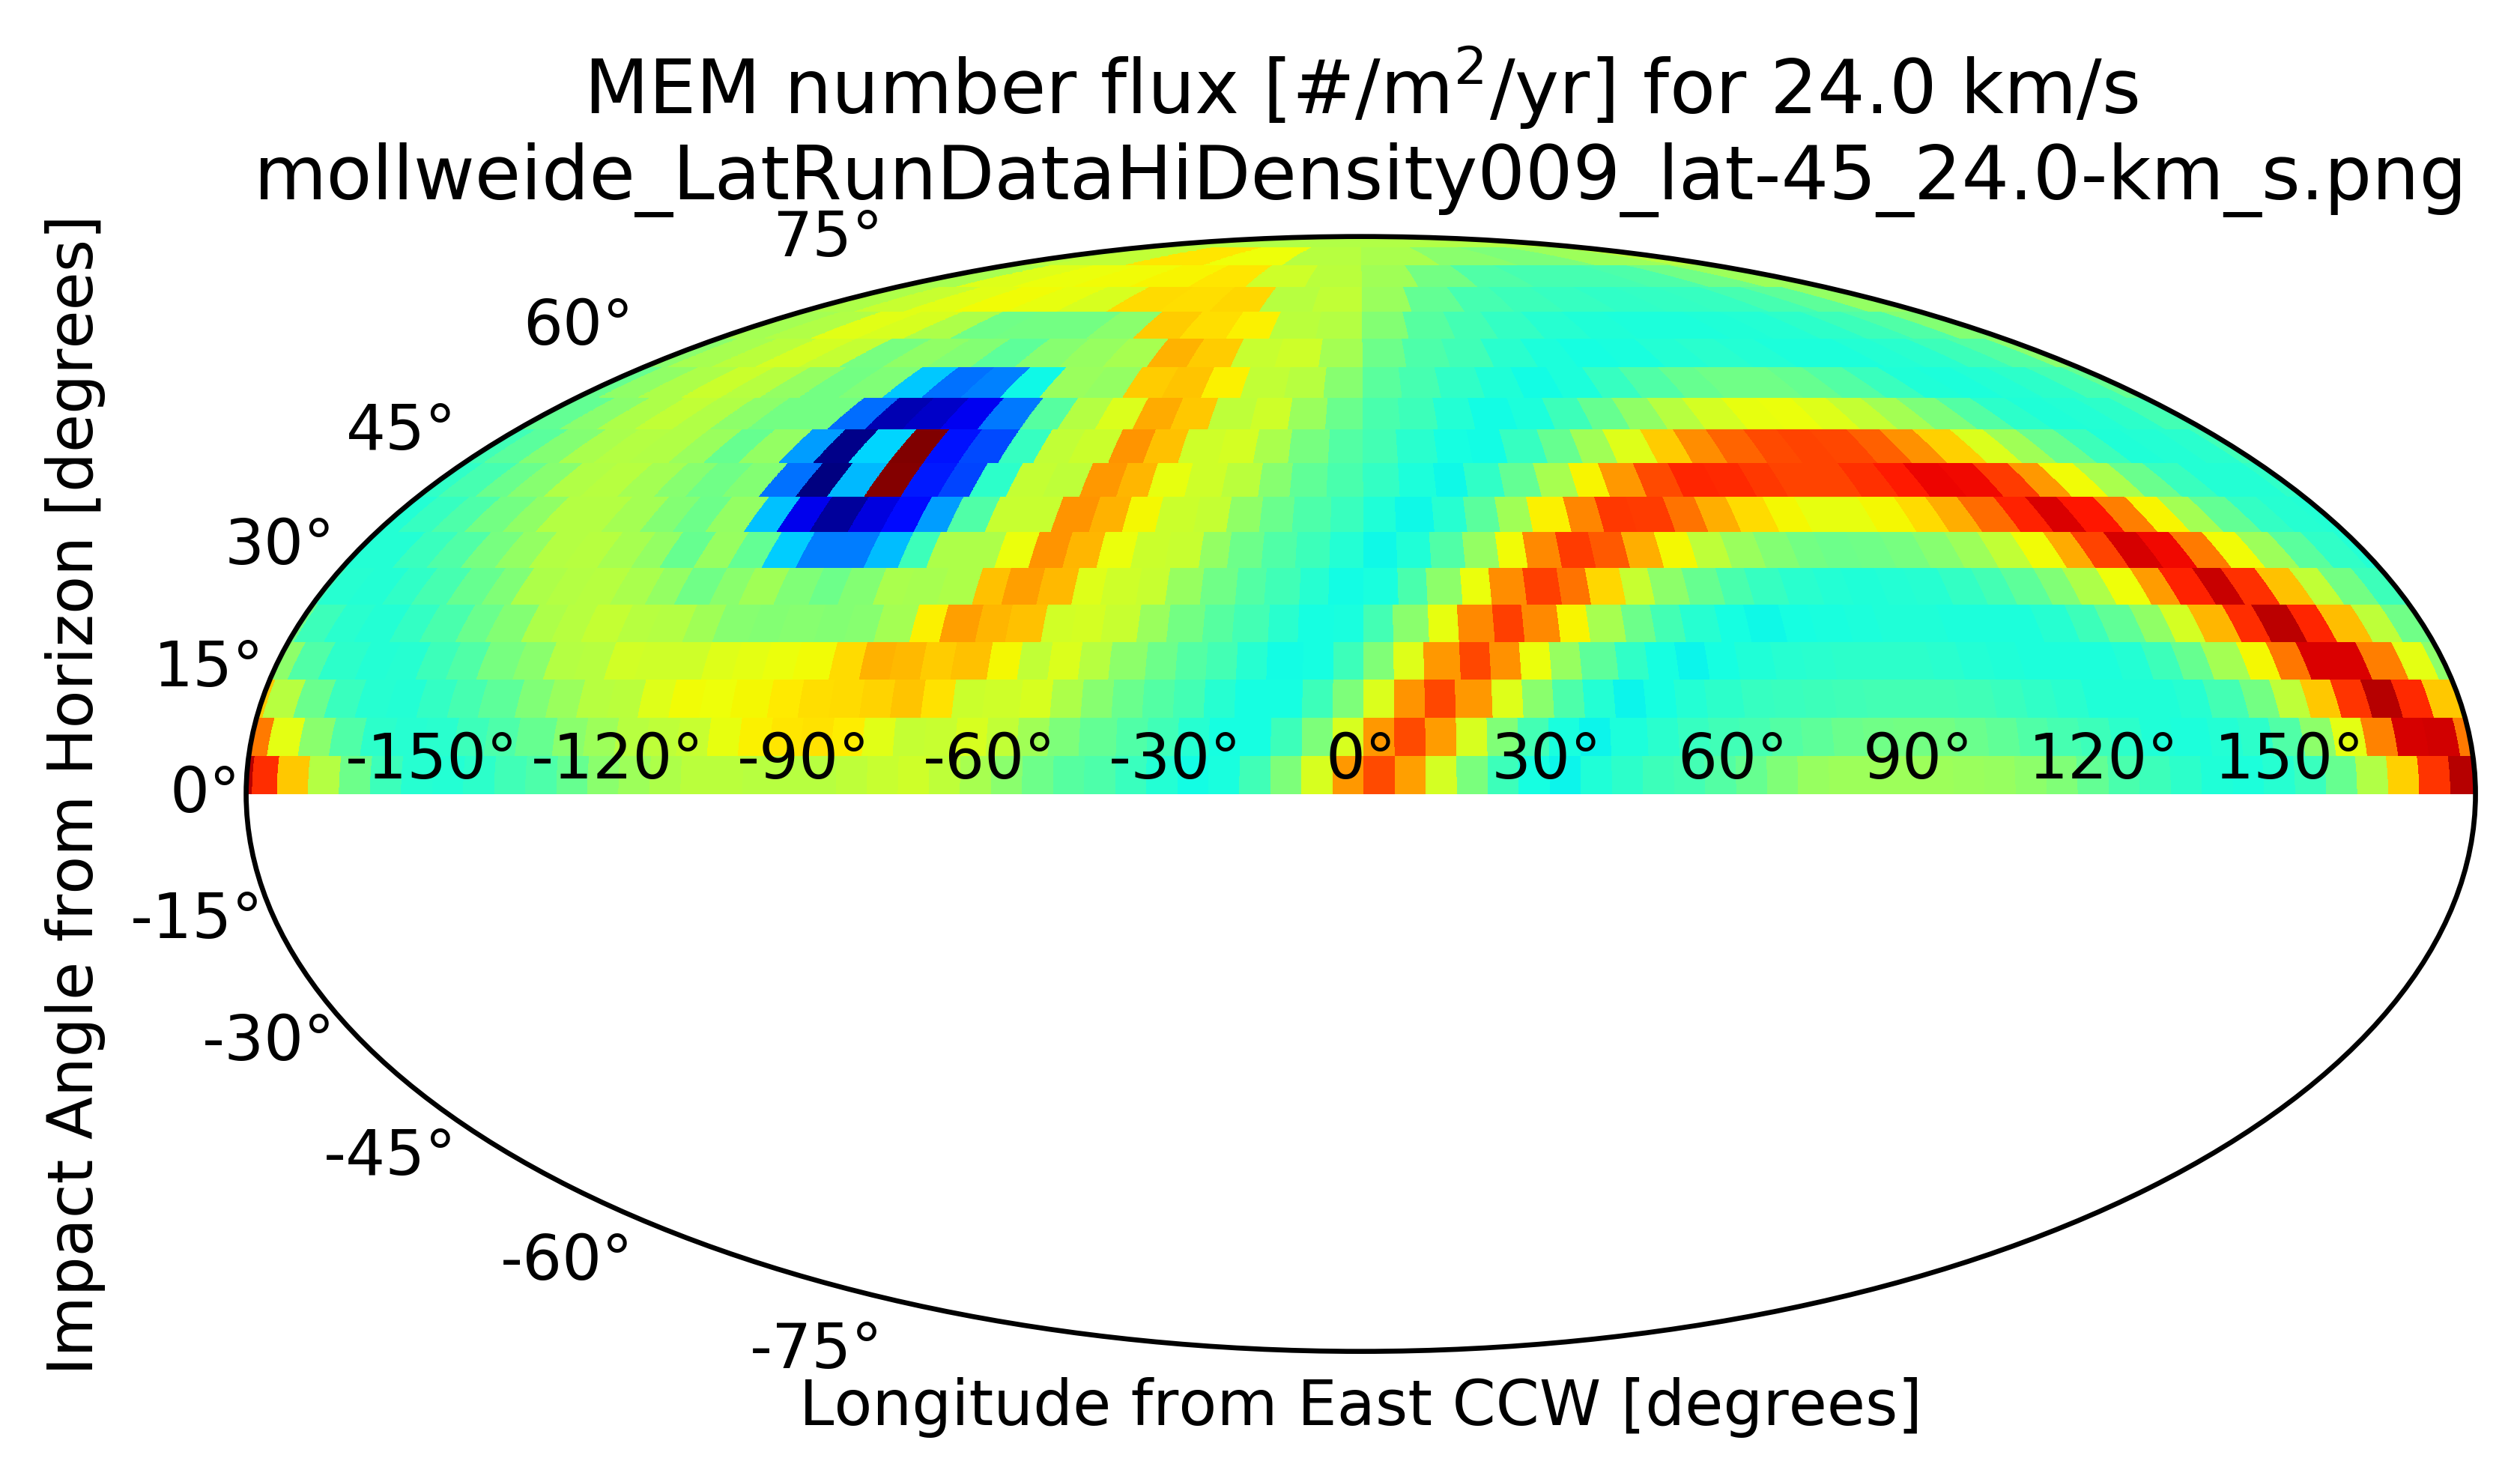 MEM number flux [#/m²/yr] for 24.0 km/s
mollweide_LatRunDataHiDensity009_lat-45_24.0-km_s.png
Impact Angle from Horizon [degrees]
75°
60°
45°
30°
15°
0°
-15°
-30°
-45°
-60°
-75°
-150° -120° -90° -60° -30° 0° 30° 60° 90° 120° 150°
Longitude from East CCW [degrees]